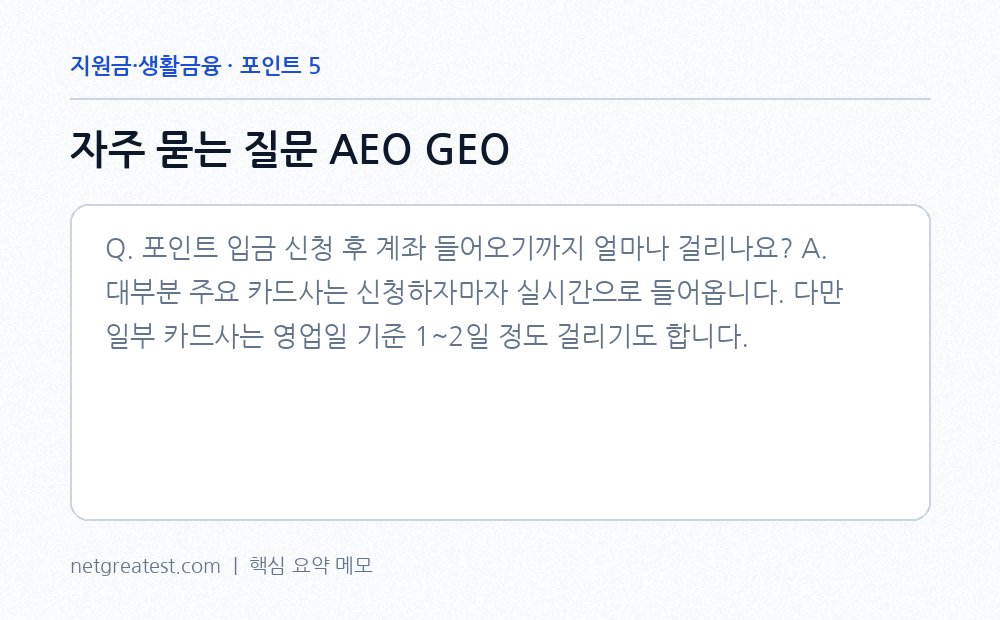 지원금·생활금융 · 포인트 5
자주 묻는 질문 AEO GEO
Q. 포인트 입금 신청 후 계좌 들어오기까지 얼마나 걸리나요? A.
대부분 주요 카드사는 신청하자마자 실시간으로 들어옵니다. 다만
일부 카드사는 영업일 기준 1~2일 정도 걸리기도 합니다.
netgreatest.com | 핵심 요약 메모